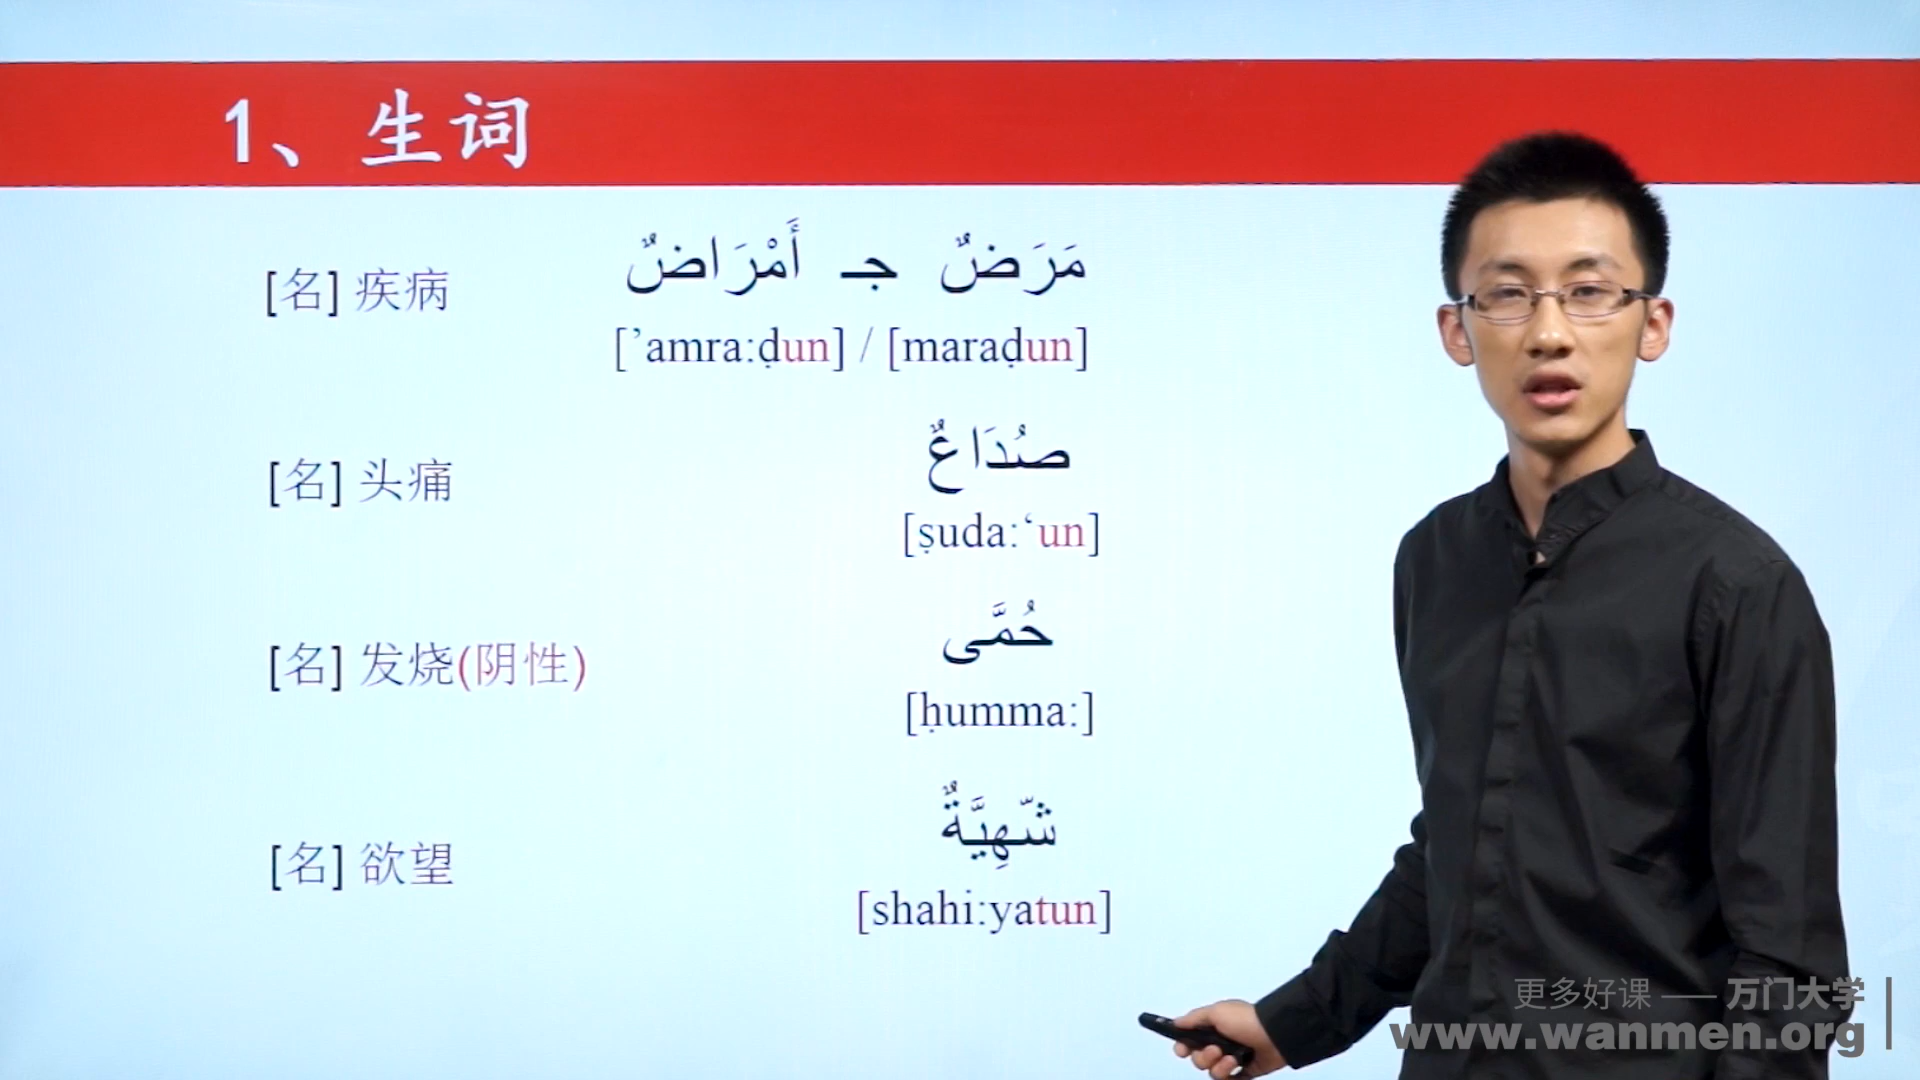 1、生词
[名] 疾病
مَرَضٌ جـ أَمْرَاضٌ
[’amra:ḍun] / [maraḍun]
[名] 头痛
صُدَاعٌ
[ṣuda:‘un]
[名] 发烧(阴性)
حُمَّى
[ḥumma:]
[名] 欲望
شّهِيَّةٌ
[shahi:yatun]
更多好课 —— 万门大学
www.wanmen.org